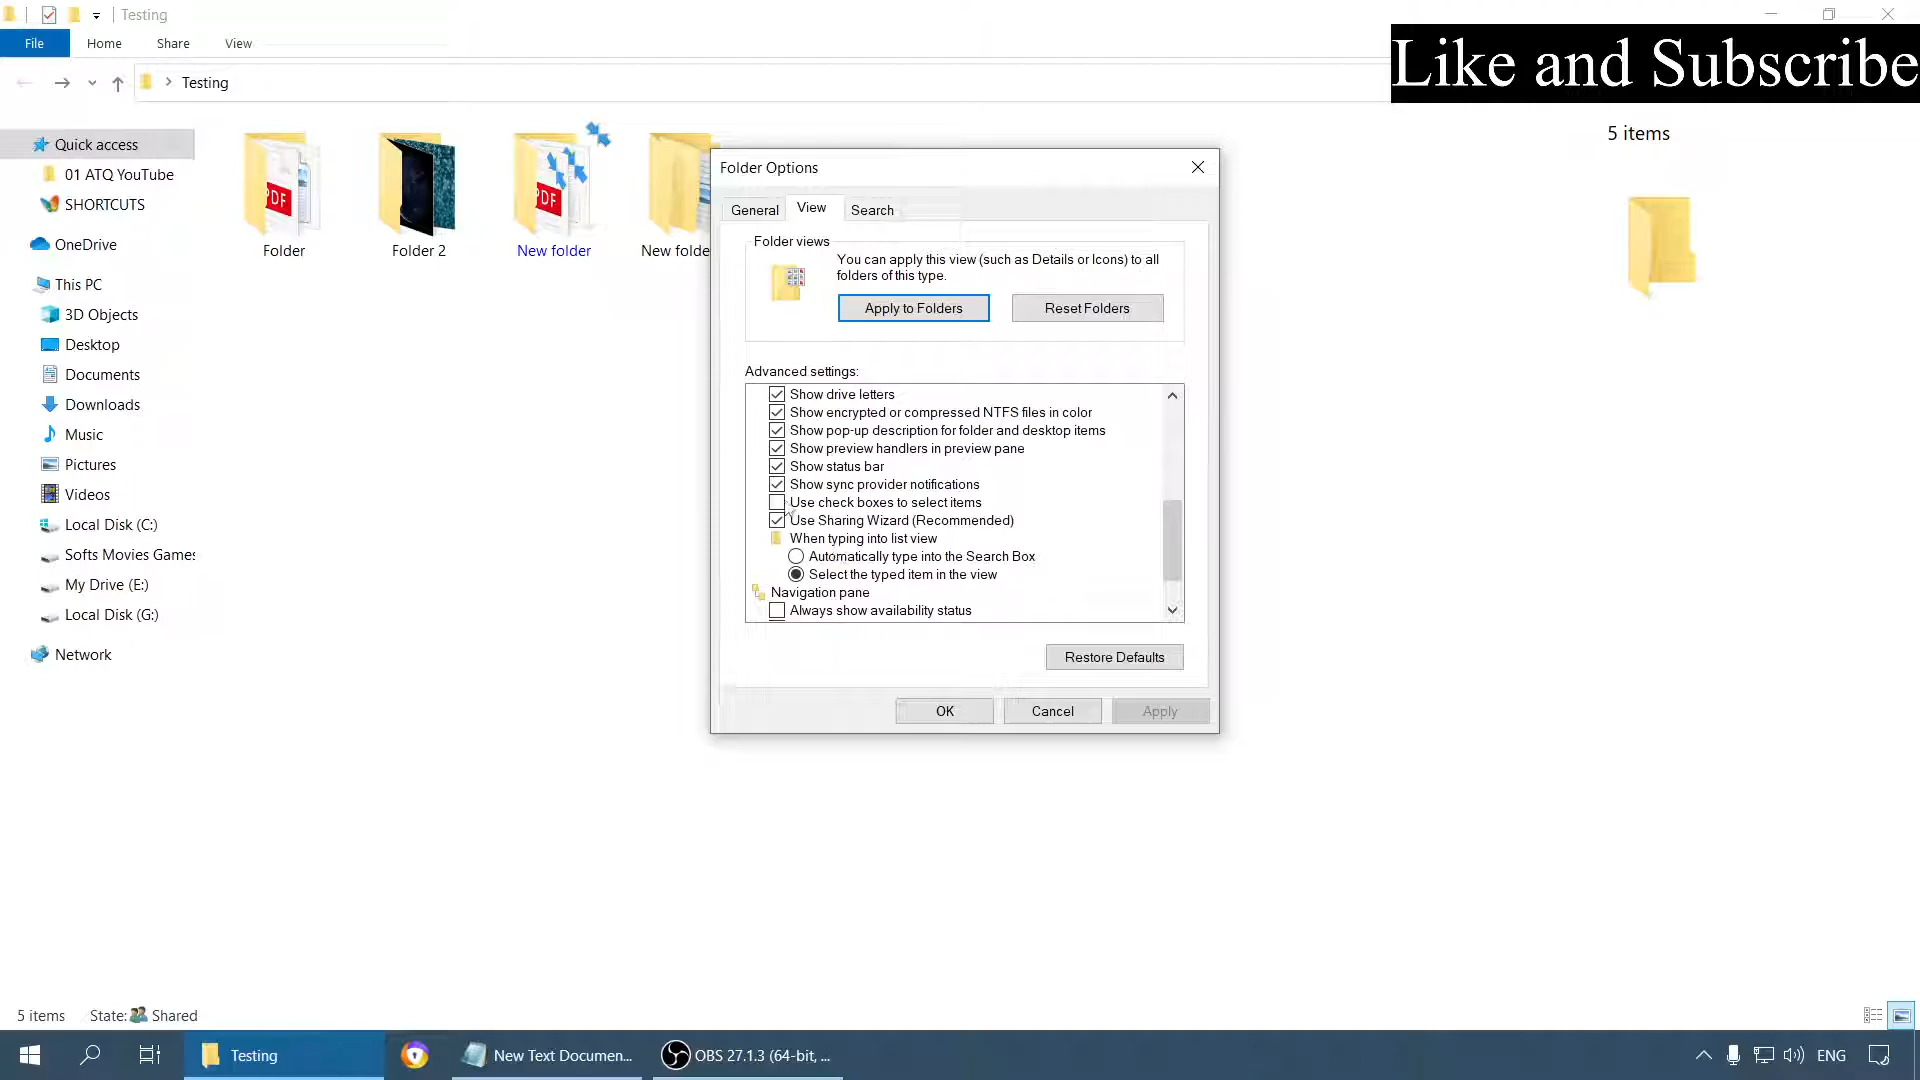 Testing
Like and Subscribe
File Home Share View
Testing
5 items
Quick access
01 ATQ YouTube
SHORTCUTS
OneDrive
This PC
3D Objects
Desktop
Documents
Downloads
Music
Pictures
Videos
Local Disk (C:)
Softs Movies Games
My Drive (E:)
Local Disk (G:)
Network
PDF
PDF
Folder
Folder 2
New folder
New folde
Folder Options
General View Search
Folder views
You can apply this view (such as Details or Icons) to all
folders of this type.
Apply to Folders Reset Folders
Advanced settings:
Show drive letters
Show encrypted or compressed NTFS files in color
Show pop-up description for folder and desktop items
Show preview handlers in preview pane
Show status bar
Show sync provider notifications
Use check boxes to select items
Use Sharing Wizard (Recommended)
When typing into list view
Automatically type into the Search Box
Select the typed item in the view
Navigation pane
Always show availability status
Restore Defaults
OK Cancel Apply
5 items State: Shared
Testing
New Text Documen...
OBS 27.1.3 (64-bit, ...
ENG